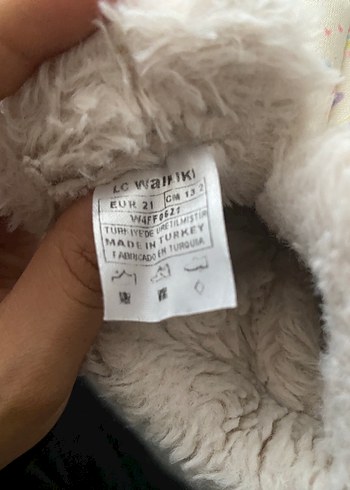 LC WAIKIKI
EUR 21 CM 13.2
W4FF0621
TÜRKİYE'DE ÜRETİLMİŞTİR
MADE IN TURKEY
FABRICADO EN TURQUIA